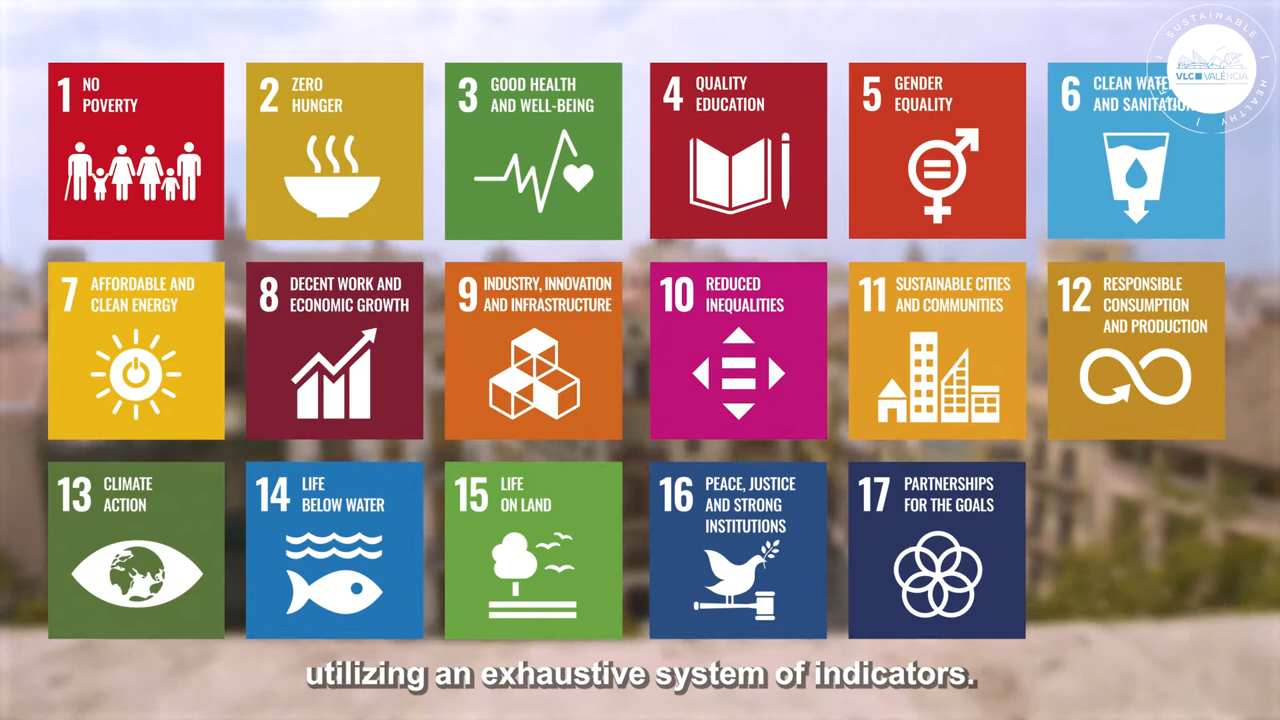 1 NO
POVERTY
2 ZERO
HUNGER
3 GOOD HEALTH
AND WELL-BEING
4 QUALITY
EDUCATION
5 GENDER
EQUALITY
6 CLEAN WATER
AND SANITATION
SUSTAINABLE
HEALTHY
VLC VALÈNCIA
7 AFFORDABLE AND
CLEAN ENERGY
8 DECENT WORK AND
ECONOMIC GROWTH
9 INDUSTRY, INNOVATION
AND INFRASTRUCTURE
10 REDUCED
INEQUALITIES
11 SUSTAINABLE CITIES
AND COMMUNITIES
12 RESPONSIBLE
CONSUMPTION
AND PRODUCTION
13 CLIMATE
ACTION
14 LIFE
BELOW WATER
15 LIFE
ON LAND
16 PEACE, JUSTICE
AND STRONG
INSTITUTIONS
17 PARTNERSHIPS
FOR THE GOALS
utilizing an exhaustive system of indicators.